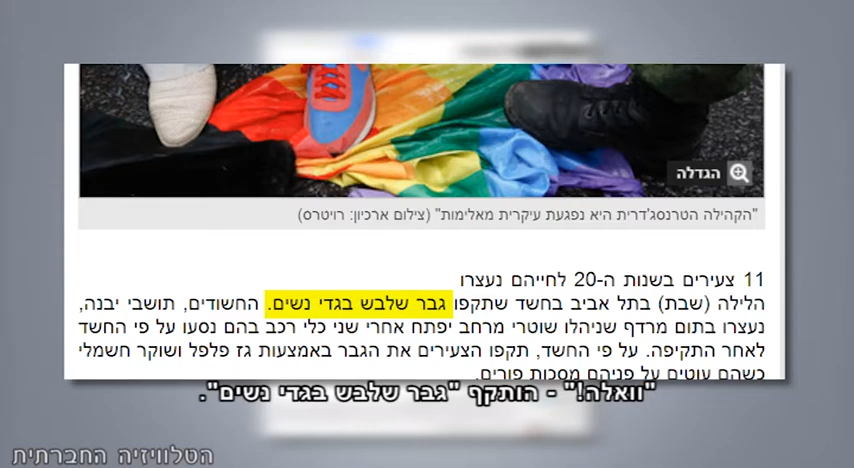 הגדלה
"הקהילה הטרנסג'דרית היא נפגעת עיקרית מאלימות" (צילום ארכיון: רויטרס)
11 צעירים בשנות ה-20 לחייהם נעצרו
הלילה (שבת) בתל אביב בחשד שתקפו גבר שלבש בגדי נשים. החשודים, תושבי יבנה,
נעצרו בתום מרדף שניהלו שוטרי מרחב יפתח אחרי שני כלי רכב בהם נסעו על פי החשד
לאחר התקיפה. על פי החשד, תקפו הצעירים את הגבר באמצעות גז פלפל ושוקר חשמלי
כשהם עוטים על פניהם מסכות פורים.
"וואלה!" - הותקף "גבר שלבש בגדי נשים".
הטלוויזיה החברתית